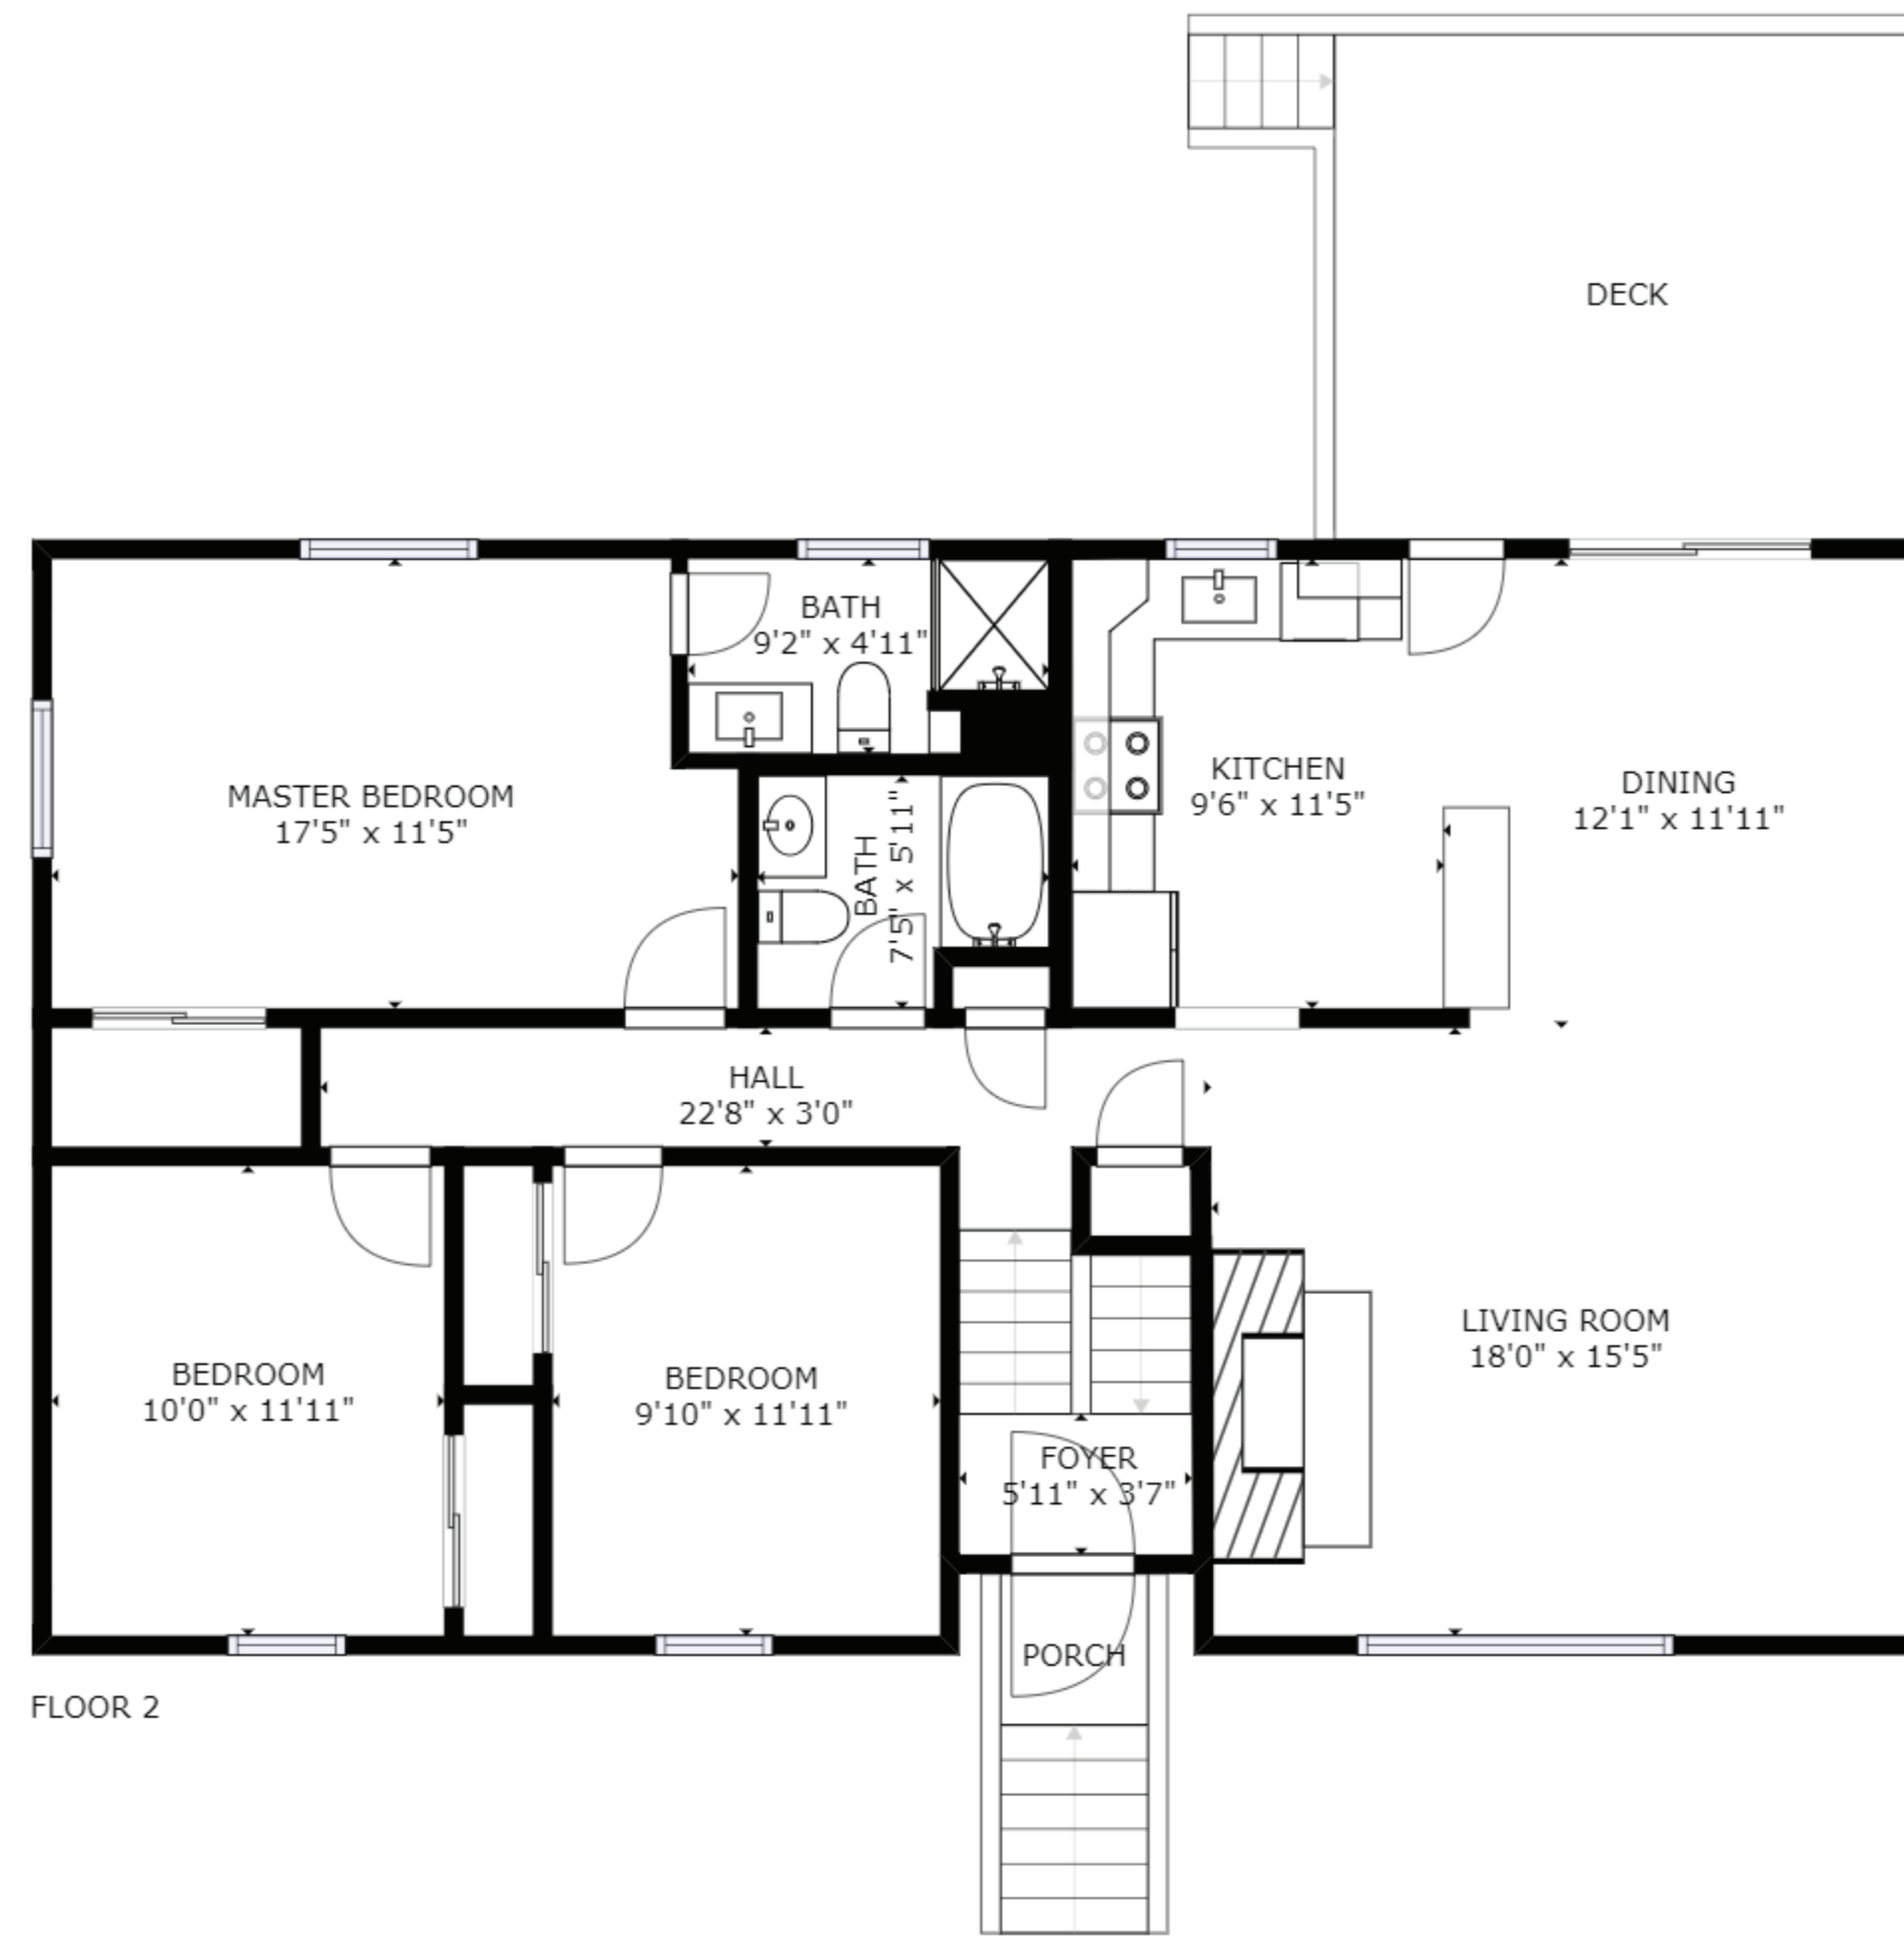 DECK
BATH
9'2" x 4'11"
MASTER BEDROOM
17'5" x 11'5"
BATH
7'5" x 5'11"
KITCHEN
9'6" x 11'5"
DINING
12'1" x 11'11"
HALL
22'8" x 3'0"
BEDROOM
10'0" x 11'11"
BEDROOM
9'10" x 11'11"
FOYER
5'11" x 3'7"
LIVING ROOM
18'0" x 15'5"
PORCH
FLOOR 2